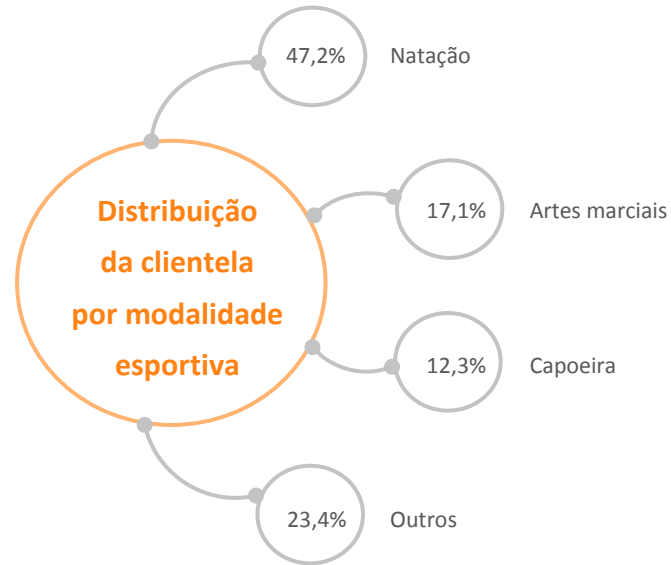 47,2% Natação
17,1% Artes marciais
Distribuição
da clientela
por modalidade
esportiva
12,3% Capoeira
23,4% Outros